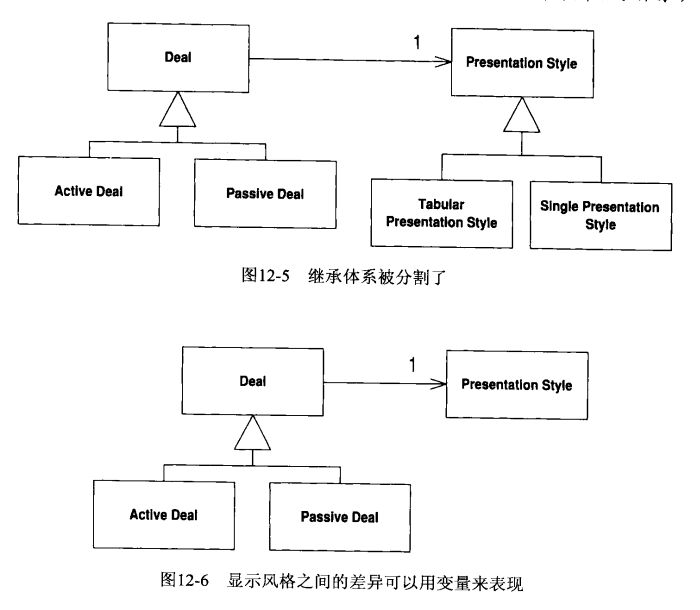 Deal
1
Presentation Style
Active Deal
Passive Deal
Tabular
Presentation Style
Single Presentation
Style
图12-5 继承体系被分割了
Deal
1
Presentation Style
Active Deal
Passive Deal
图12-6 显示风格之间的差异可以用变量来表现